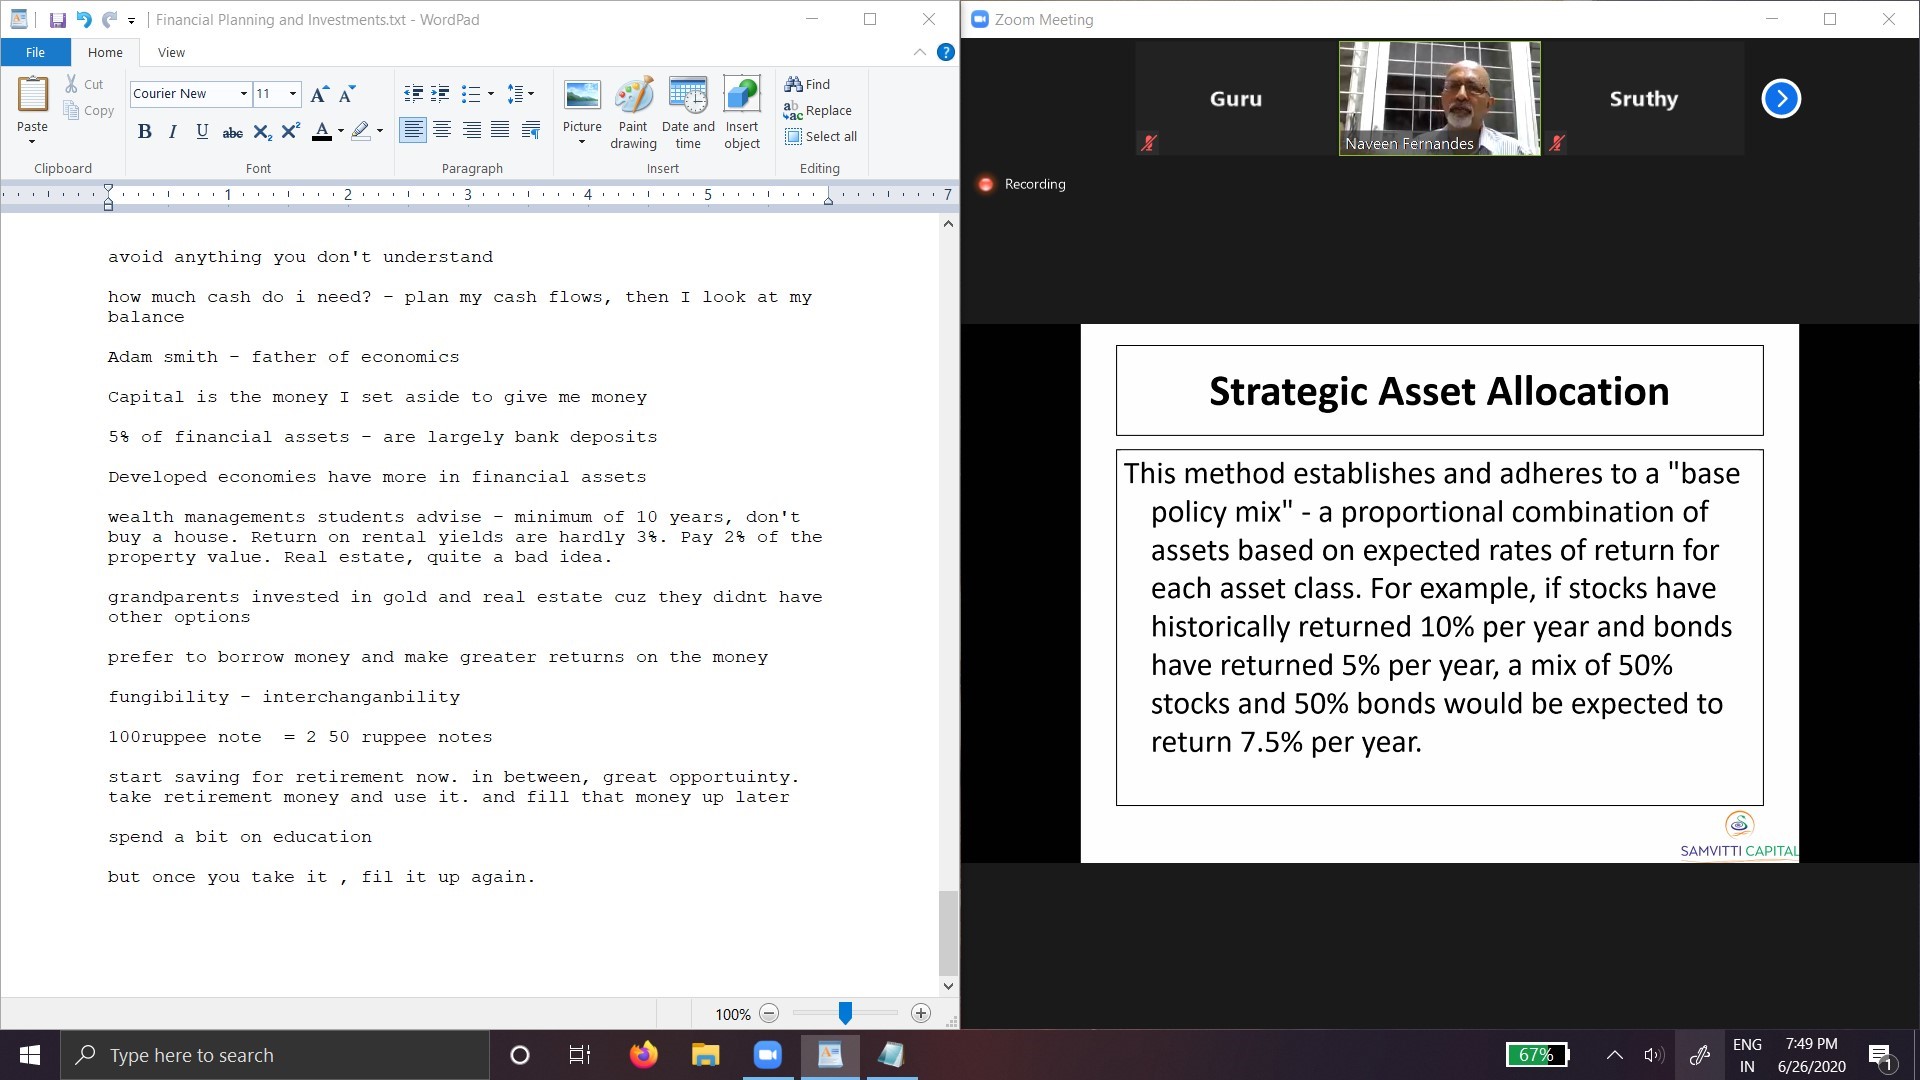 Financial Planning and Investments.txt - WordPad
File Home View
Paste
Cut
Copy
Clipboard
Courier New 11
B I U abc X₂ X² A
Font
Paragraph
Picture
Paint drawing
Date and time
Insert object
Insert
Find
Replace
Select all
Editing
1 2 3 4 5 7
avoid anything you don't understand
how much cash do i need? - plan my cash flows, then I look at my
balance
Adam smith - father of economics
Capital is the money I set aside to give me money
5% of financial assets - are largely bank deposits
Developed economies have more in financial assets
wealth managements students advise - minimum of 10 years, don't
buy a house. Return on rental yields are hardly 3%. Pay 2% of the
property value. Real estate, quite a bad idea.
grandparents invested in gold and real estate cuz they didnt have
other options
prefer to borrow money and make greater returns on the money
fungibility - interchanganbility
100ruppee note  = 2 50 ruppee notes
start saving for retirement now. in between, great opportuinty.
take retirement money and use it. and fill that money up later
spend a bit on education
but once you take it , fil it up again.
100%
Zoom Meeting
Guru
Naveen Fernandes
Sruthy
Recording
Strategic Asset Allocation
This method establishes and adheres to a "base
policy mix" - a proportional combination of
assets based on expected rates of return for
each asset class. For example, if stocks have
historically returned 10% per year and bonds
have returned 5% per year, a mix of 50%
stocks and 50% bonds would be expected to
return 7.5% per year.
SAMVITTI CAPITAL
Type here to search
67%
ENG
IN
7:49 PM
6/26/2020
1